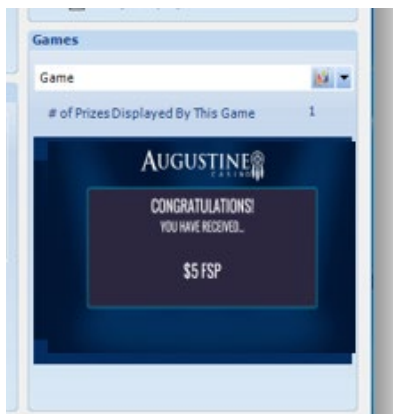 Games
Game
# of Prizes Displayed By This Game 1
AUGUSTINE
CASINO
CONGRATULATIONS!
YOU HAVE RECEIVED...
$5 FSP